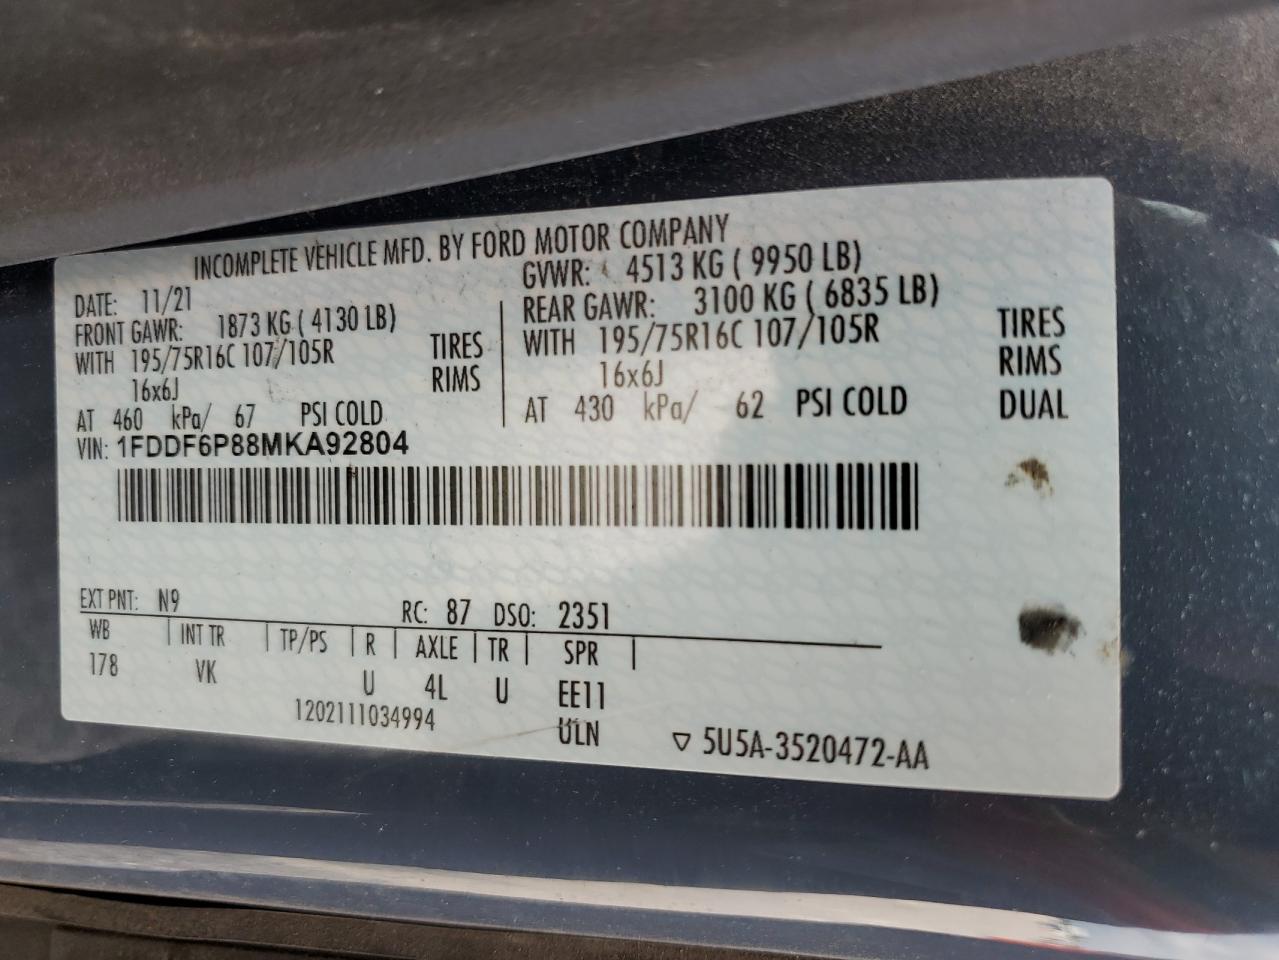 INCOMPLETE VEHICLE MFD. BY FORD MOTOR COMPANY
DATE: 11/21
GVWR: 4513 KG ( 9950 LB)
FRONT GAWR: 1873 KG ( 4130 LB)
REAR GAWR: 3100 KG ( 6835 LB)
WITH 195/75R16C 107/105R TIRES
WITH 195/75R16C 107/105R TIRES
16x6J RIMS
16x6J RIMS
AT 460 kPa/ 67 PSI COLD
AT 430 kPa/ 62 PSI COLD DUAL
VIN: 1FDDF6P88MKA92804
EXT PNT: N9 RC: 87 DSO: 2351
WB | INT TR | TP/PS | R | AXLE | TR | SPR |
178 VK U 4L U EE11
1202111034994 ULN
5U5A-3520472-AA